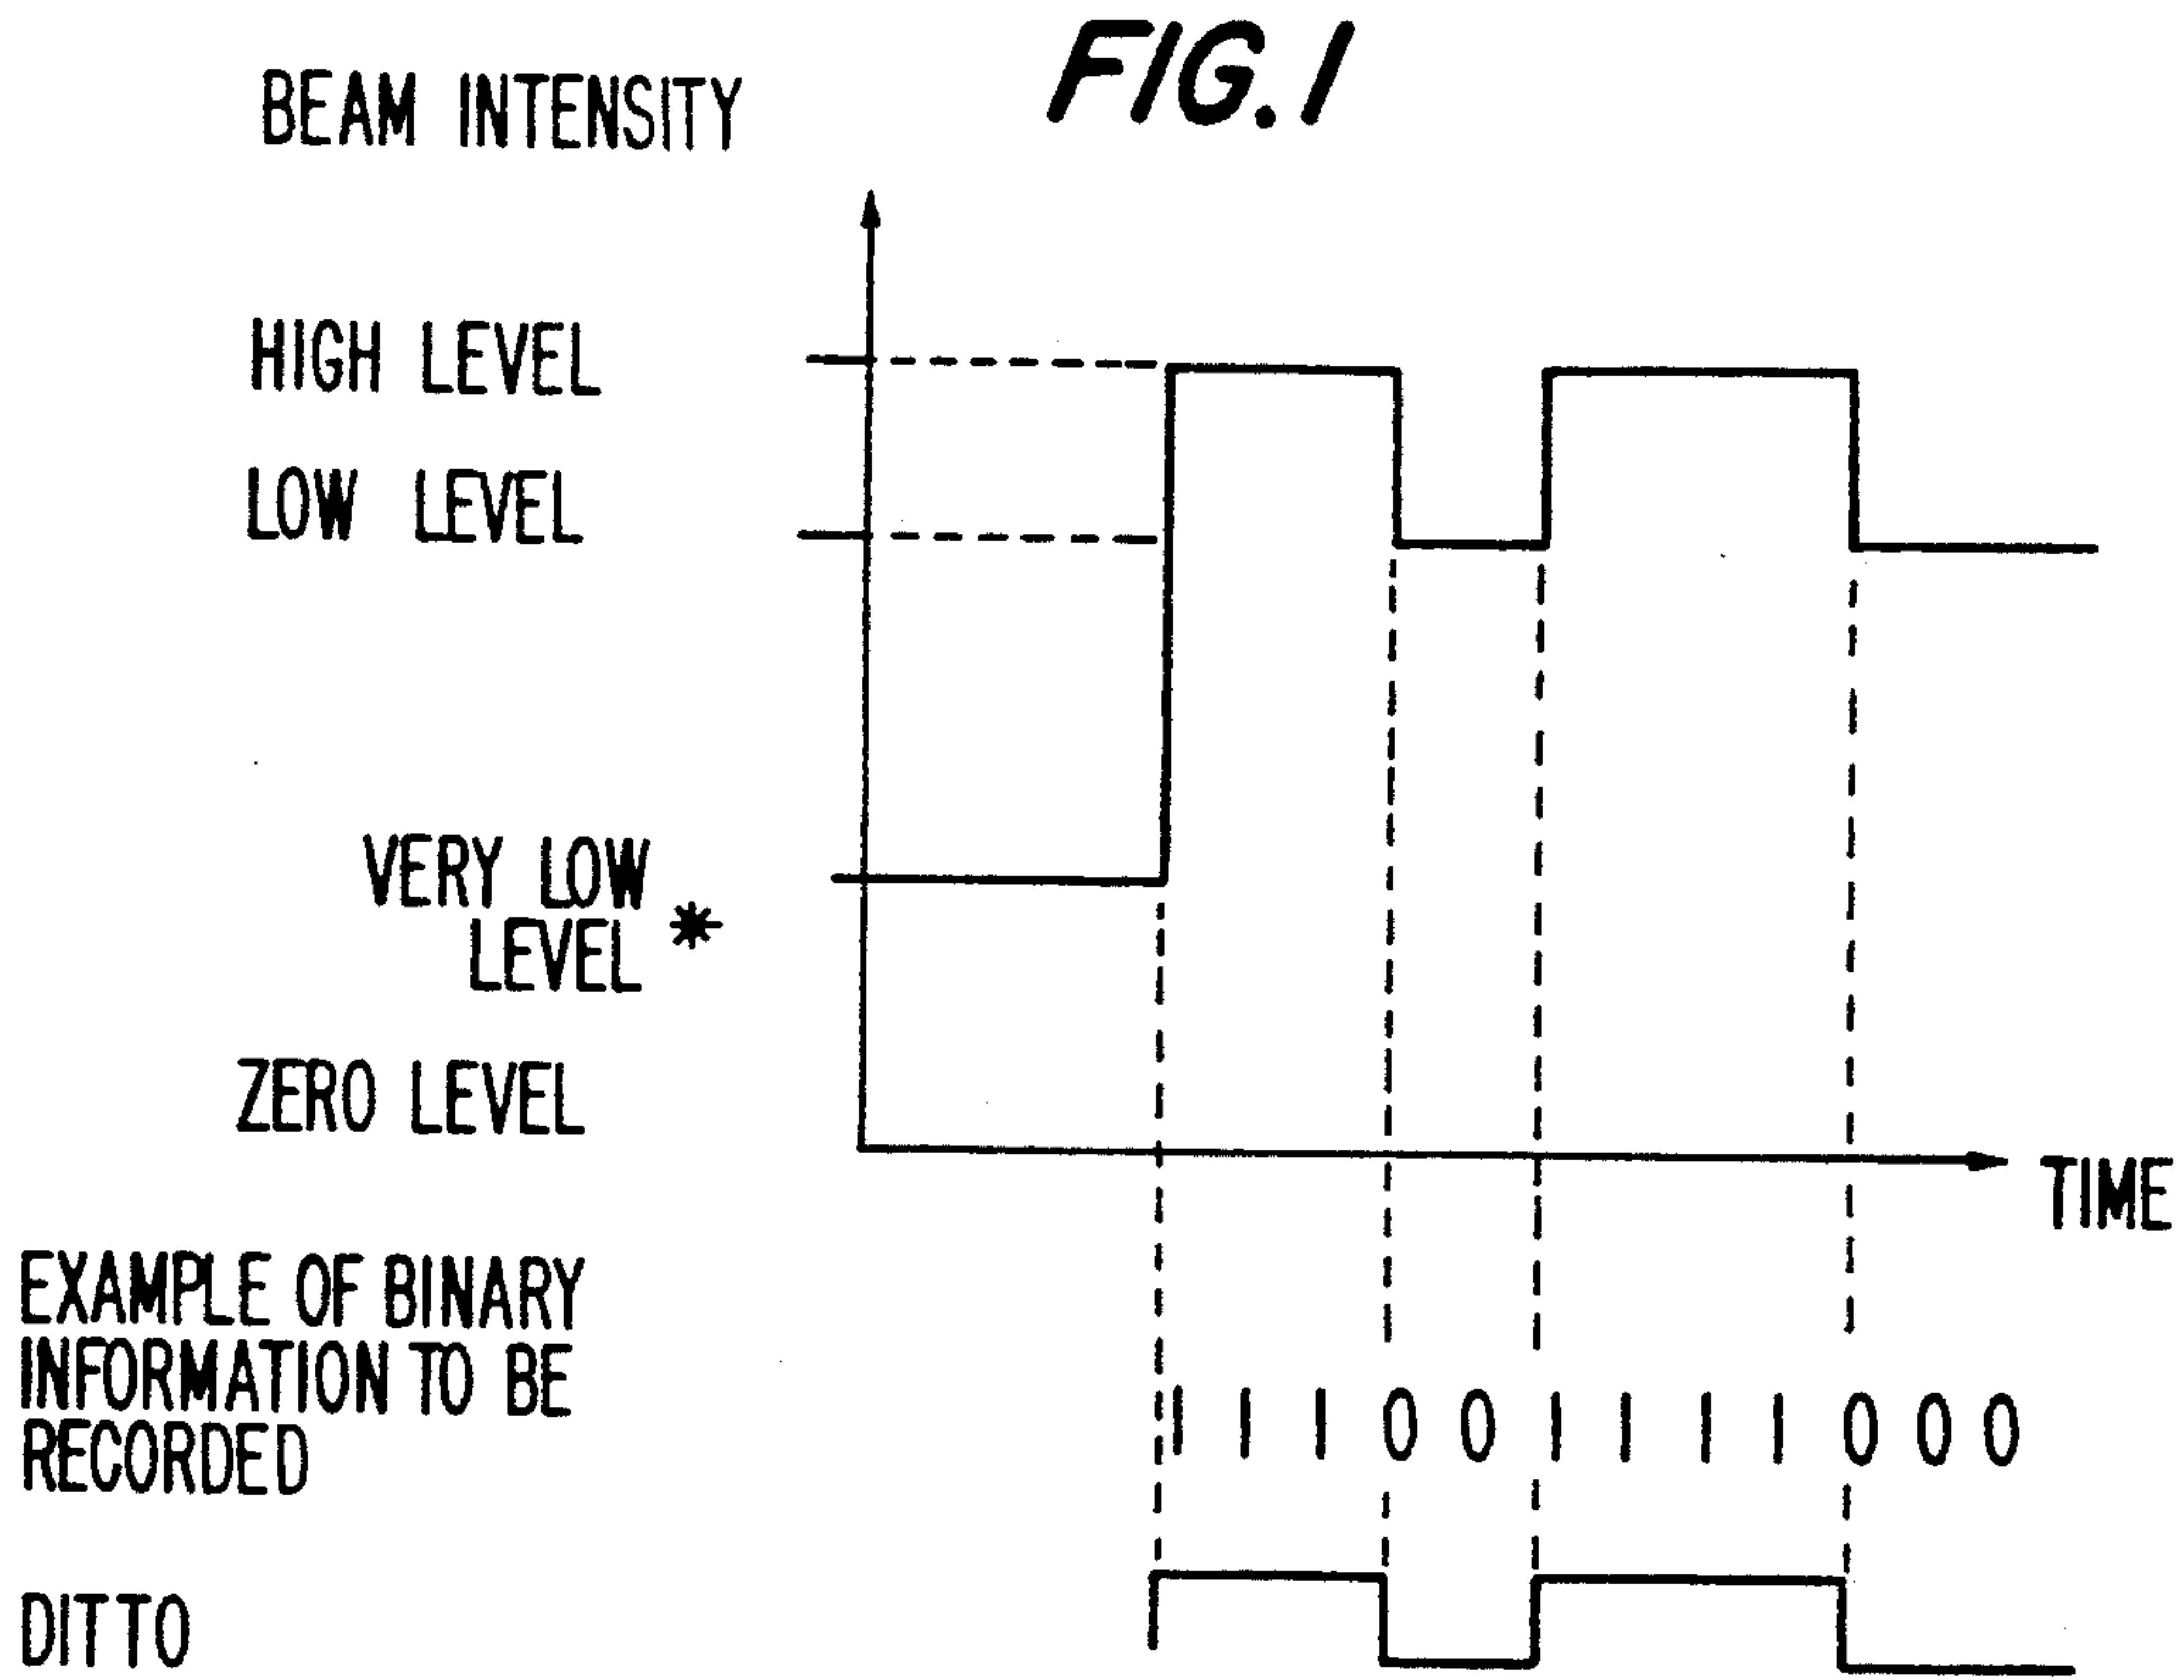 FIG. 1
BEAM INTENSITY
HIGH LEVEL
LOW LEVEL
VERY LOW
LEVEL *
ZERO LEVEL
TIME
EXAMPLE OF BINARY
INFORMATION TO BE
RECORDED
1 1 1 0 0 1 1 1 1 0 0 0
DITTO